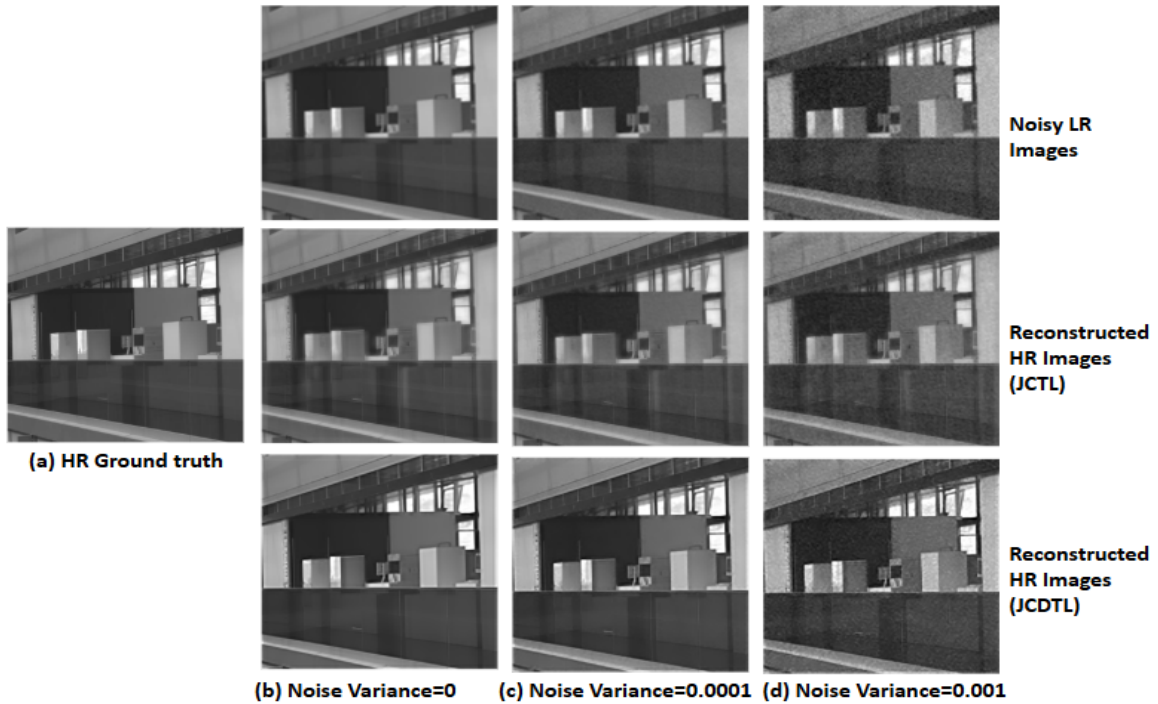 Noisy LR
Images
(a) HR Ground truth
Reconstructed
HR Images
(JCTL)
Reconstructed
HR Images
(JCDTL)
(b) Noise Variance=0
(c) Noise Variance=0.0001
(d) Noise Variance=0.001